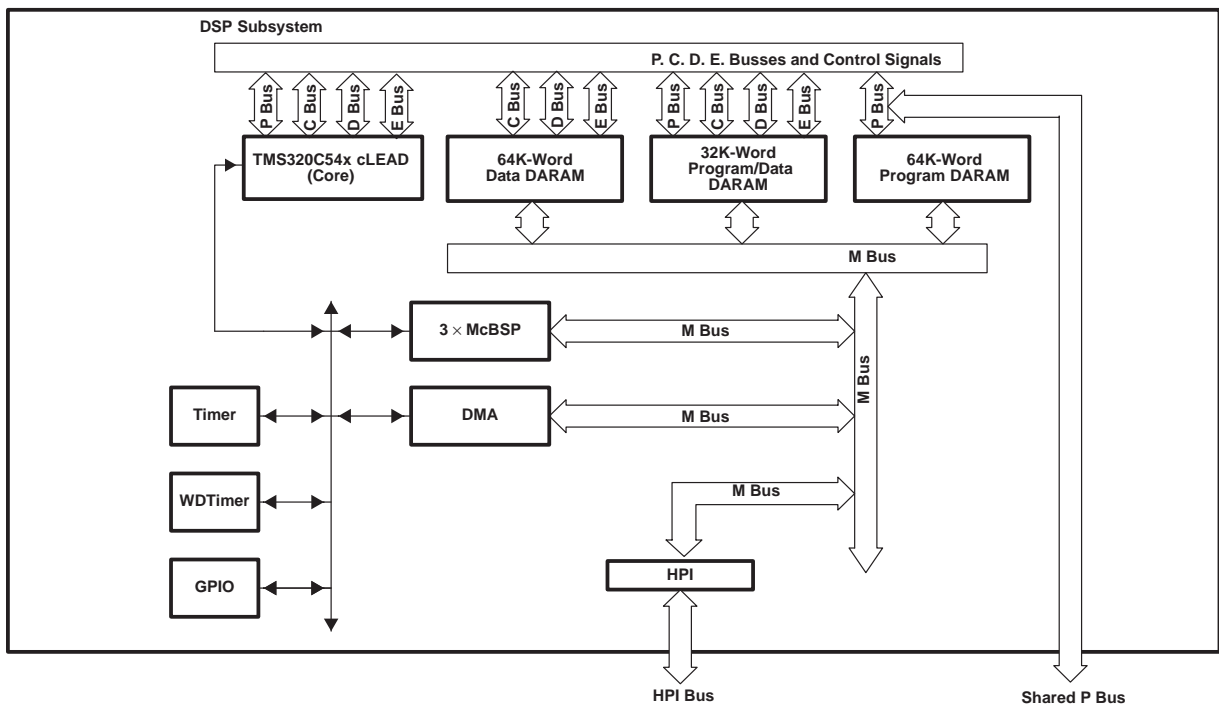 DSP Subsystem
P. C. D. E. Busses and Control Signals
P Bus
C Bus
D Bus
E Bus
C Bus
D Bus
E Bus
P Bus
C Bus
D Bus
E Bus
P Bus
TMS320C54x cLEAD
(Core)
64K-Word
Data DARAM
32K-Word
Program/Data
DARAM
64K-Word
Program DARAM
M Bus
3 × McBSP
M Bus
M Bus
Timer
DMA
M Bus
WDTimer
M Bus
GPIO
HPI
HPI Bus
Shared P Bus